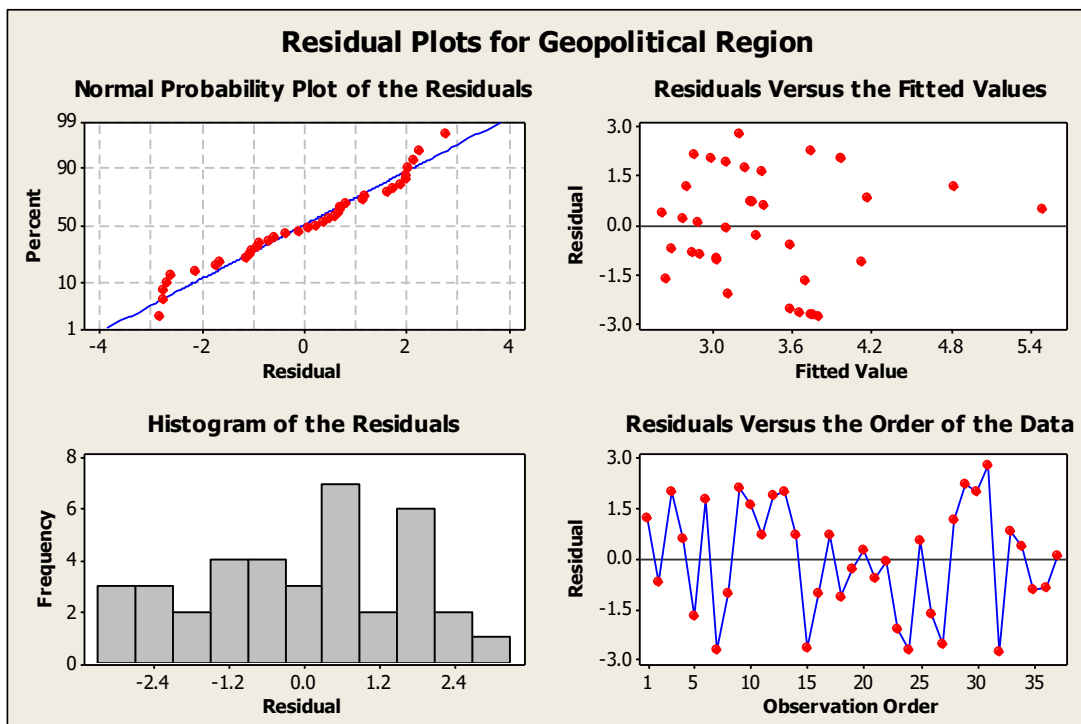 Residual Plots for Geopolitical Region
Normal Probability Plot of the Residuals
99
90
50
10
1
Percent
-4 -2 0 2 4
Residual
Residuals Versus the Fitted Values
3.0
1.5
0.0
-1.5
-3.0
Residual
3.0 3.6 4.2 4.8 5.4
Fitted Value
Histogram of the Residuals
8
6
4
2
0
Frequency
-2.4 -1.2 0.0 1.2 2.4
Residual
Residuals Versus the Order of the Data
3.0
1.5
0.0
-1.5
-3.0
Residual
1 5 10 15 20 25 30 35
Observation Order